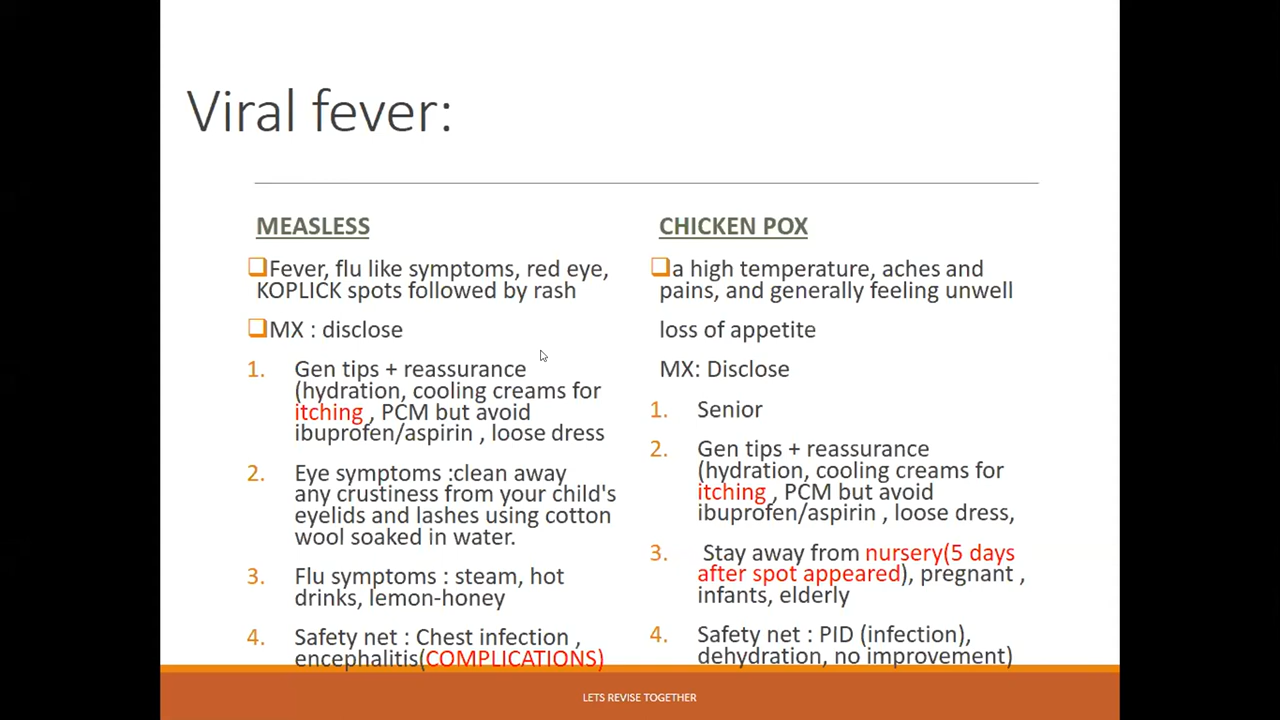 Viral fever:
MEASLESS
Fever, flu like symptoms, red eye,
KOPLICK spots followed by rash
MX : disclose
1. Gen tips + reassurance
(hydration, cooling creams for
itching , PCM but avoid
ibuprofen/aspirin , loose dress
2. Eye symptoms :clean away
any crustiness from your child's
eyelids and lashes using cotton
wool soaked in water.
3. Flu symptoms : steam, hot
drinks, lemon-honey
4. Safety net : Chest infection ,
encephalitis(COMPLICATIONS)
CHICKEN POX
a high temperature, aches and
pains, and generally feeling unwell
loss of appetite
MX: Disclose
1. Senior
2. Gen tips + reassurance
(hydration, cooling creams for
itching , PCM but avoid
ibuprofen/aspirin , loose dress,
3. Stay away from nursery(5 days
after spot appeared), pregnant ,
infants, elderly
4. Safety net : PID (infection),
dehydration, no improvement)
LETS REVISE TOGETHER